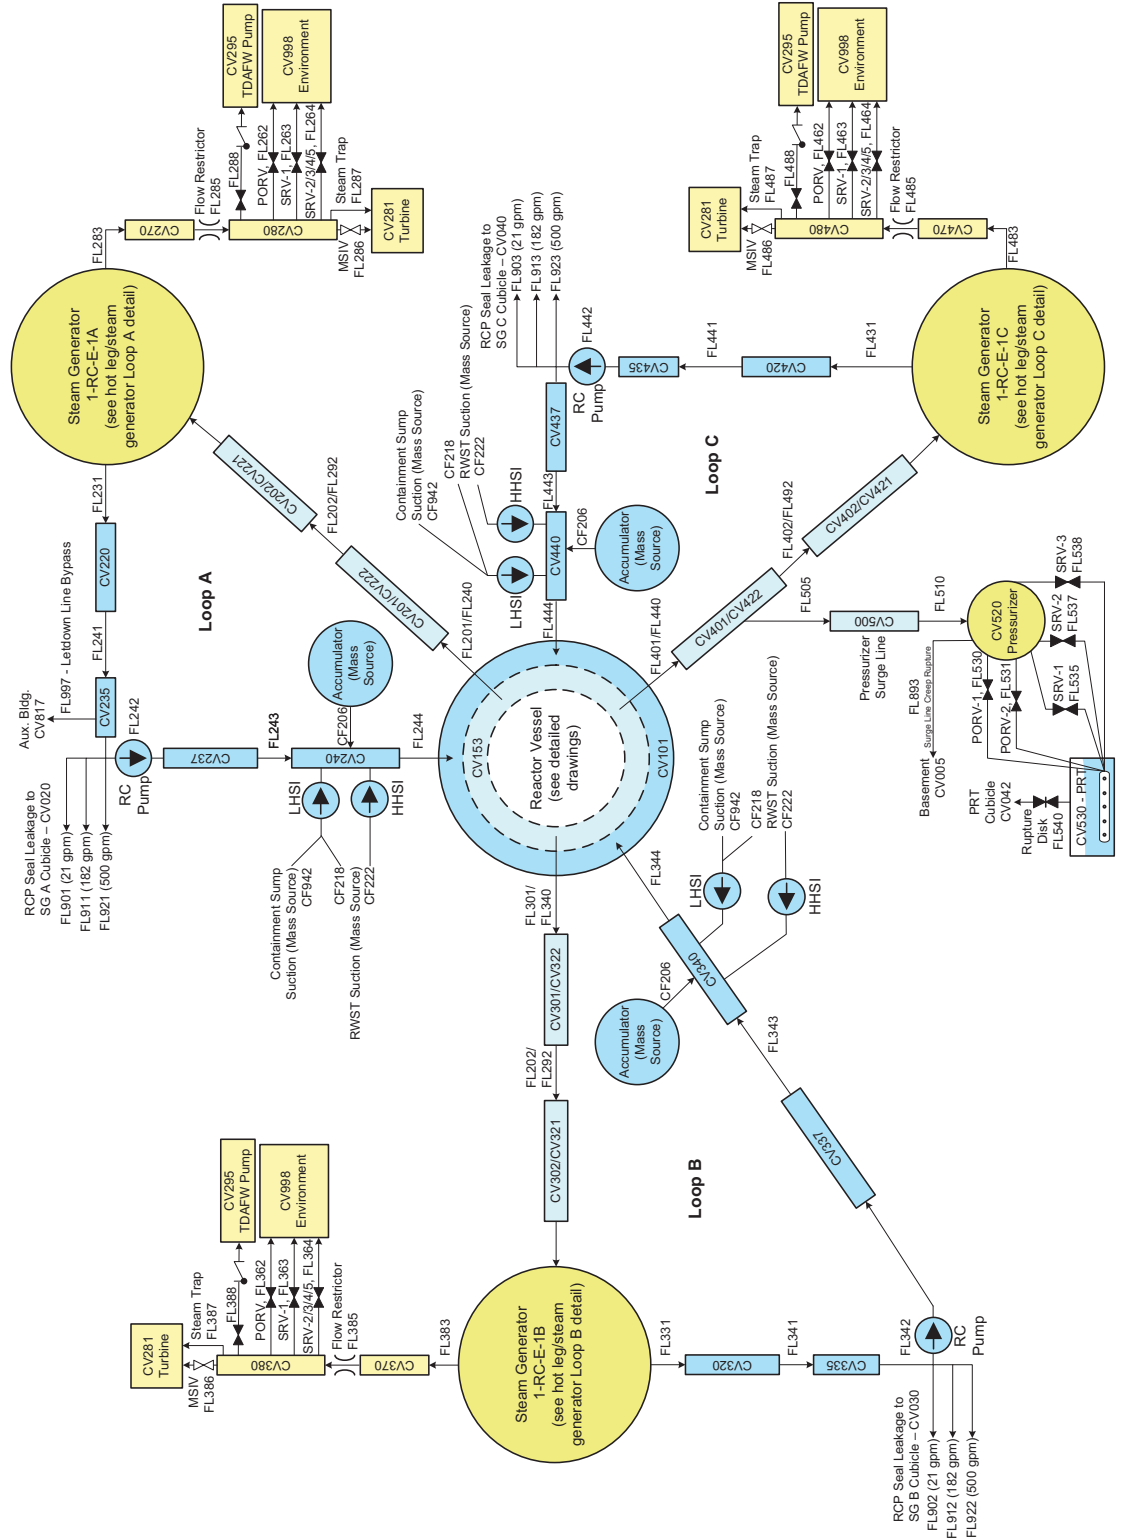 CV295
TDAFW Pump
CV998
Environment
FL288
PORV, FL262
SRV-1, FL263
SRV-2/3/4/5, FL264
Flow Restrictor
FL285
CV270
CV280
FL283
Steam Trap
FL287
MSIV
FL286
CV281
Turbine
Steam Generator
1-RC-E-1A
(see hot leg/steam
generator Loop A detail)
FL231
CV220
FL241
CV235
FL997 - Letdown Line Bypass
Aux. Bldg.
CV817
FL242
RC
Pump
RCP Seal Leakage to
SG A Cubicle – CV020
FL901 (21 gpm)
FL911 (182 gpm)
FL921 (500 gpm)
CV237
FL243
CV240
FL244
CF206
Accumulator
(Mass
Source)
LHSI
HHSI
Containment Sump
Suction (Mass Source)
CF942
CF218
RWST Suction (Mass Source)
CF222
Loop A
CV202/CV221
FL202/FL292
CV201/CV222
FL201/FL240
CV153
Reactor Vessel
(see detailed
drawings)
CV101
CV295
TDAFW Pump
CV998
Environment
FL488
PORV, FL462
SRV-1, FL463
SRV-2/3/4/5, FL464
Steam Trap
FL487
CV281
Turbine
MSIV
FL486
CV480
Flow Restrictor
FL485
CV470
FL483
Steam Generator
1-RC-E-1C
(see hot leg/steam
generator Loop C detail)
FL431
CV420
FL441
CV435
FL442
RC
Pump
RCP Seal Leakage to
SG C Cubicle – CV040
FL903 (21 gpm)
FL913 (182 gpm)
FL923 (500 gpm)
CV437
FL443
CV440
FL444
CF206
Accumulator
(Mass
Source)
LHSI
HHSI
Containment Sump
Suction (Mass Source)
CF942
CF218
RWST Suction (Mass Source)
CF222
Loop C
FL401/FL440
CV401/CV422
FL402/FL492
CV402/CV421
FL505
CV500
Pressurizer
Surge Line
FL510
CV520
Pressurizer
FL893
Surge Line Creep Rupture
Basement
CV005
PORV-1, FL530
PORV-2, FL531
SRV-1
FL535
SRV-2
FL537
SRV-3
FL538
PRT
Cubicle
CV042
Rupture
Disk
FL540
CV530 - PRT
FL301/
FL340
CV301/CV322
FL202/
FL292
CV302/CV321
Steam Generator
1-RC-E-1B
(see hot leg/steam
generator Loop B detail)
FL383
CV370
Flow Restrictor
FL385
CV380
MSIV
FL386
CV281
Turbine
Steam Trap
FL387
FL388
CV295
TDAFW Pump
CV998
Environment
PORV, FL362
SRV-1, FL363
SRV-2/3/4/5, FL364
FL331
CV320
FL341
CV335
FL342
RC
Pump
RCP Seal Leakage to
SG B Cubicle – CV030
FL902 (21 gpm)
FL912 (182 gpm)
FL922 (500 gpm)
CV337
FL343
CV340
FL344
CF206
Accumulator
(Mass
Source)
LHSI
HHSI
Containment Sump
Suction (Mass Source)
CF942
CF218
RWST Suction (Mass Source)
CF222
Loop B